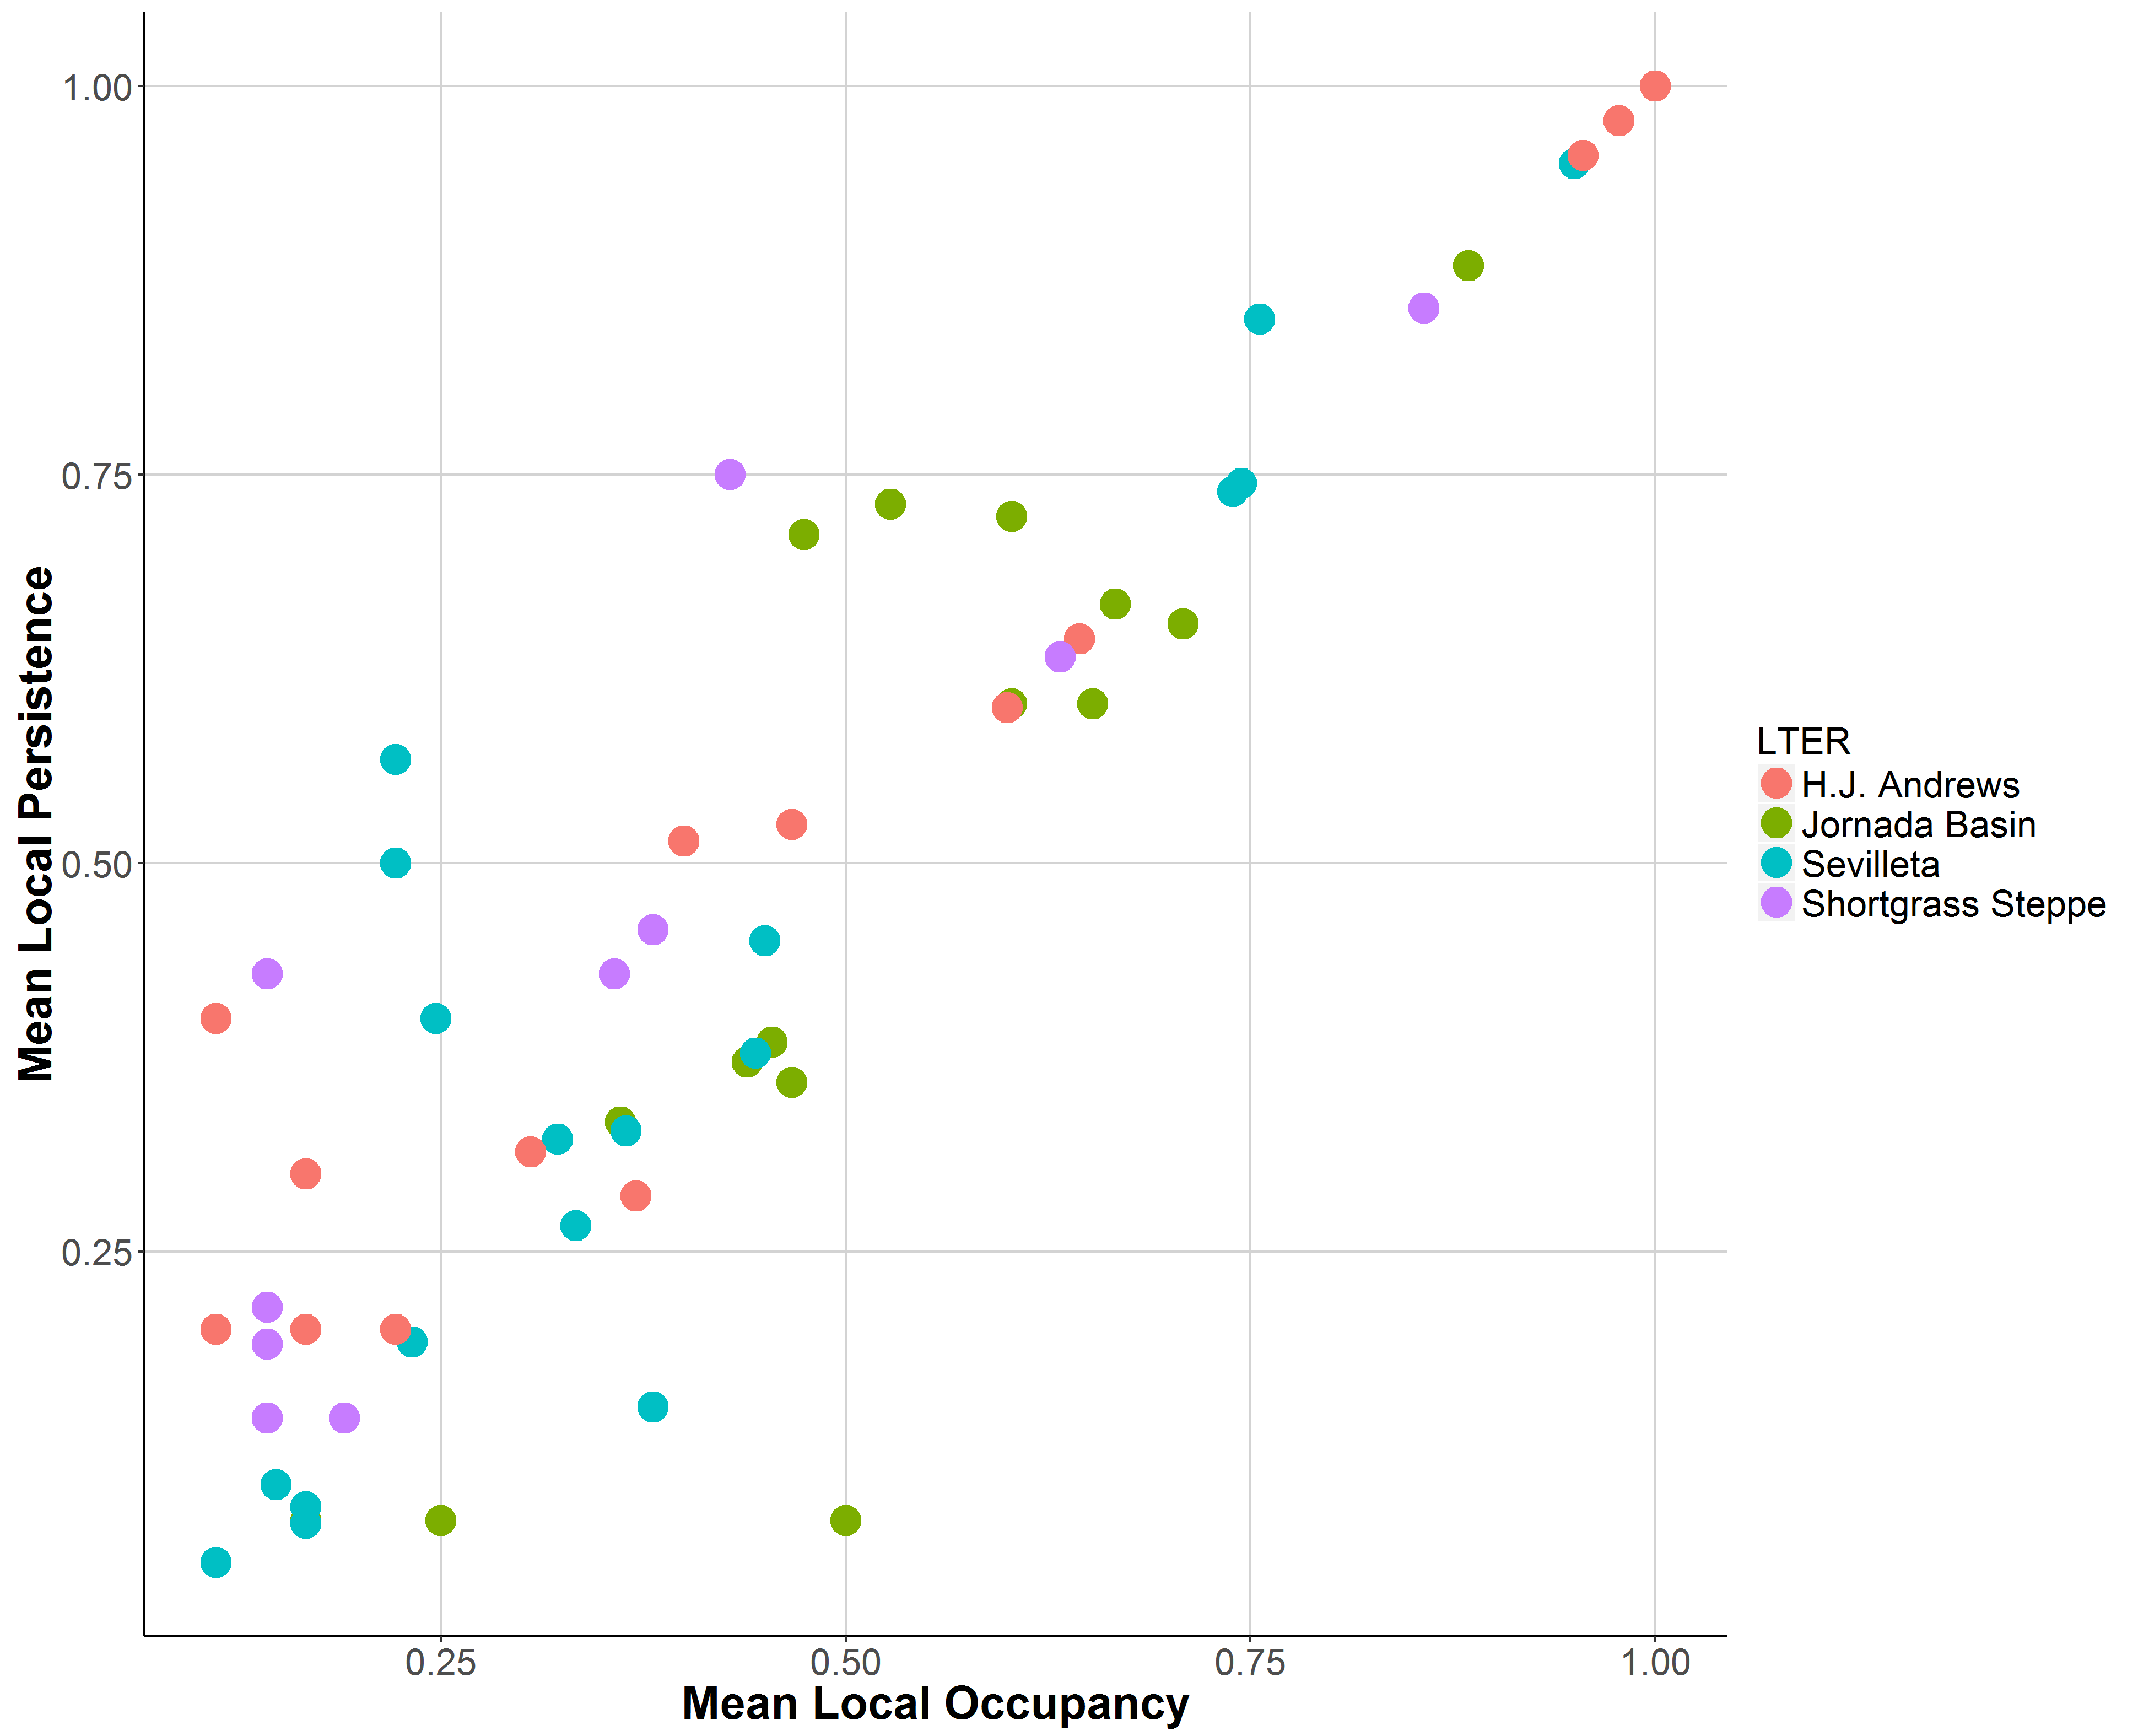 1.00
0.75
0.50
0.25
Mean Local Persistence
0.25
0.50
0.75
1.00
Mean Local Occupancy
LTER
H.J. Andrews
Jornada Basin
Sevilleta
Shortgrass Steppe